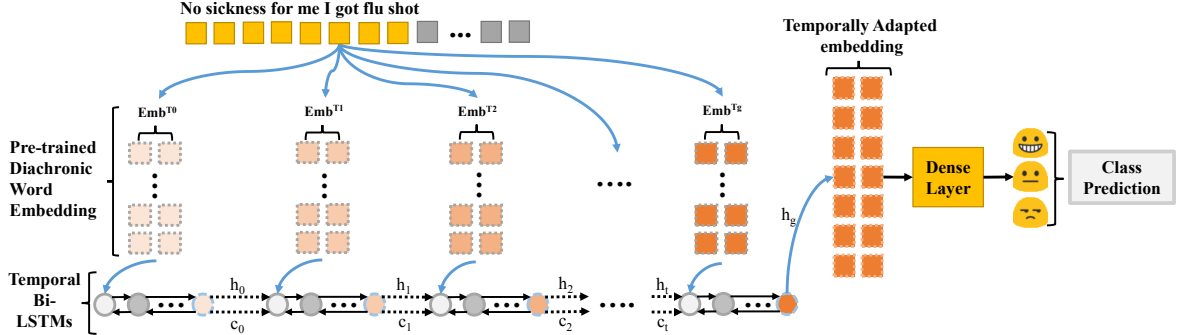 No sickness for me I got flu shot
Temporally Adapted
embedding
Emb^T0
Emb^T1
Emb^T2
Emb^Tg
Pre-trained
Diachronic
Word
Embedding
Dense
Layer
Class
Prediction
h_g
Temporal
Bi-
LSTMs
h_0
h_1
h_2
h_t
c_0
c_1
c_2
c_t